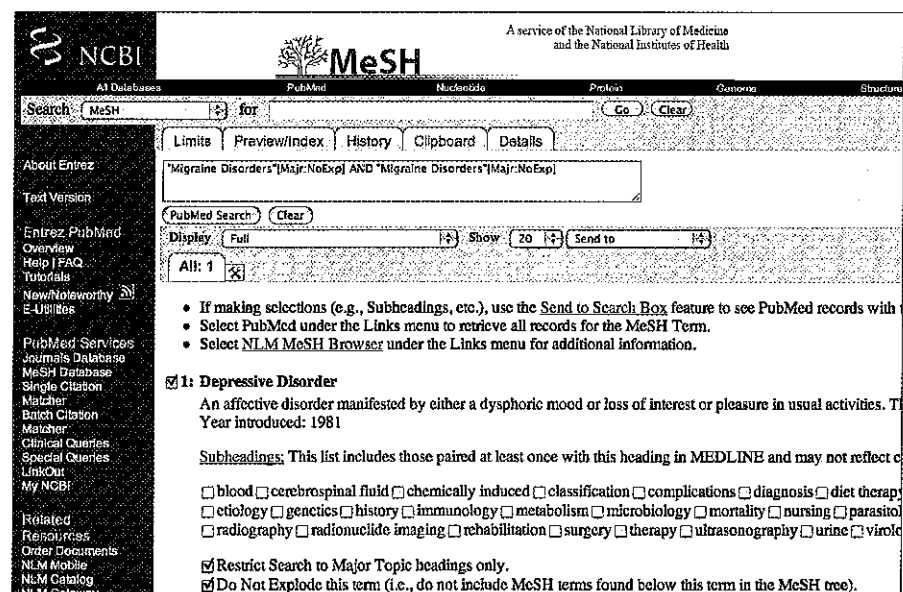 NCBI
MeSH
A service of the National Library of Medicine
and the National Institutes of Health
All Databases PubMed Nucleotide Protein Genome Structure
Search MeSH for Go Clear
Limits Preview/Index History Clipboard Details
About Entrez
"Migraine Disorders"[Majr:NoExp] AND "Migraine Disorders"[Majr:NoExp]
Text Version
PubMed Search Clear
Entrez PubMed
Overview
Help | FAQ
Tutorials
New/Noteworthy
E-Utilities
Display Full Show 20 Send to
All: 1
• If making selections (e.g., Subheadings, etc.), use the Send to Search Box feature to see PubMed records with
• Select PubMed under the Links menu to retrieve all records for the MeSH Term.
• Select NLM MeSH Browser under the Links menu for additional information.
PubMed Services
Journals Database
MeSH Database
Single Citation
Matcher
Batch Citation
Matcher
Clinical Queries
Special Queries
LinkOut
My NCBI
1: Depressive Disorder
An affective disorder manifested by either a dysphoric mood or loss of interest or pleasure in usual activities.
Year introduced: 1981
Subheadings: This list includes those paired at least once with this heading in MEDLINE and may not reflect
blood cerebrospinal fluid chemically induced classification complications diagnosis diet therapy
etiology genetics history immunology metabolism microbiology mortality nursing
radiography radionuclide imaging rehabilitation surgery therapy ultrasonography urine
Related
Resources
Order Documents
NLM Mobile
NLM Catalog
NLM Gateway
Restrict Search to Major Topic headings only.
Do Not Explode this term (i.e., do not include MeSH terms found below this term in the MeSH tree).